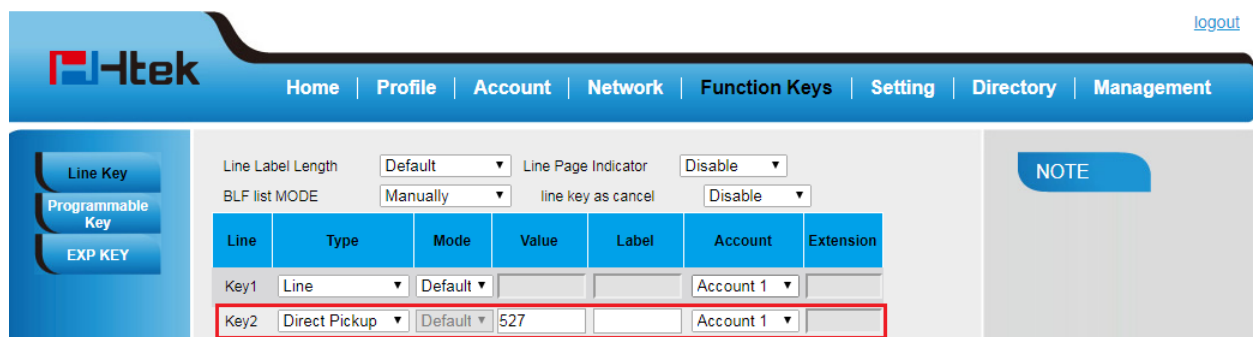 logout
Htek
Home | Profile | Account | Network | Function Keys | Setting | Directory | Management
Line Key
Programmable Key
EXP KEY
Line Label Length Default Line Page Indicator Disable
BLF list MODE Manually line key as cancel Disable
Line Type Mode Value Label Account Extension
Key1 Line Default Account 1
Key2 Direct Pickup Default 527 Account 1
NOTE